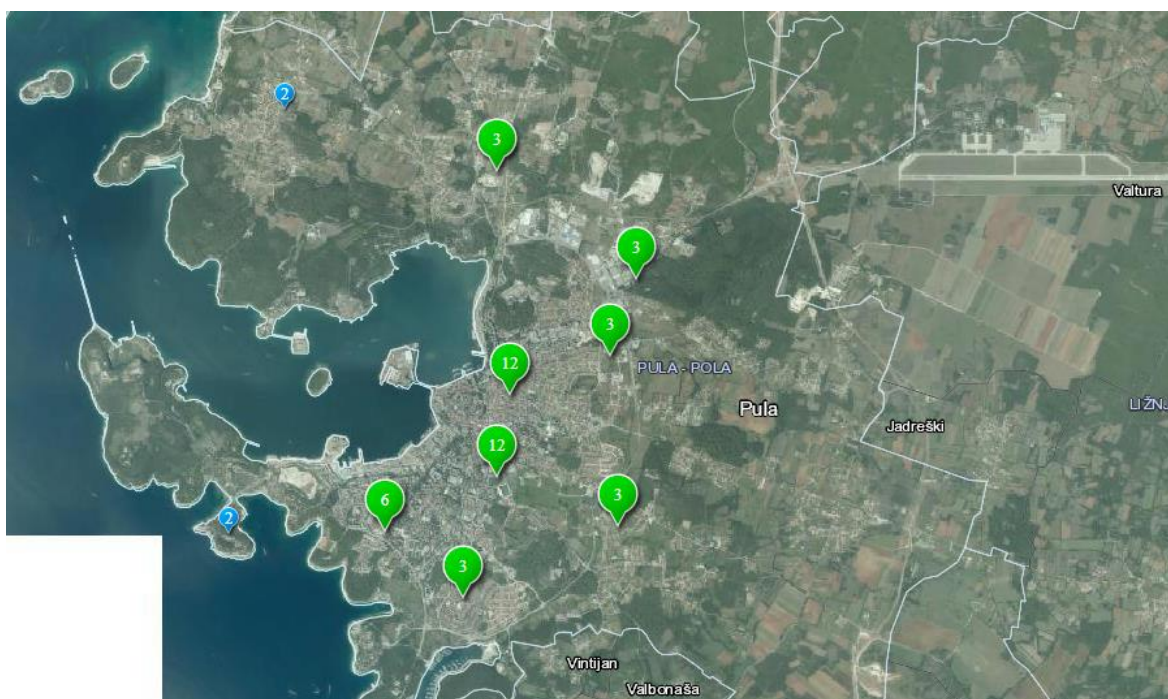 2
3
3
Valtura
3
12
PULA - POLA
Pula
LIŽNJ
Jadreški
12
6
3
2
3
Vintijan
Valbonaša